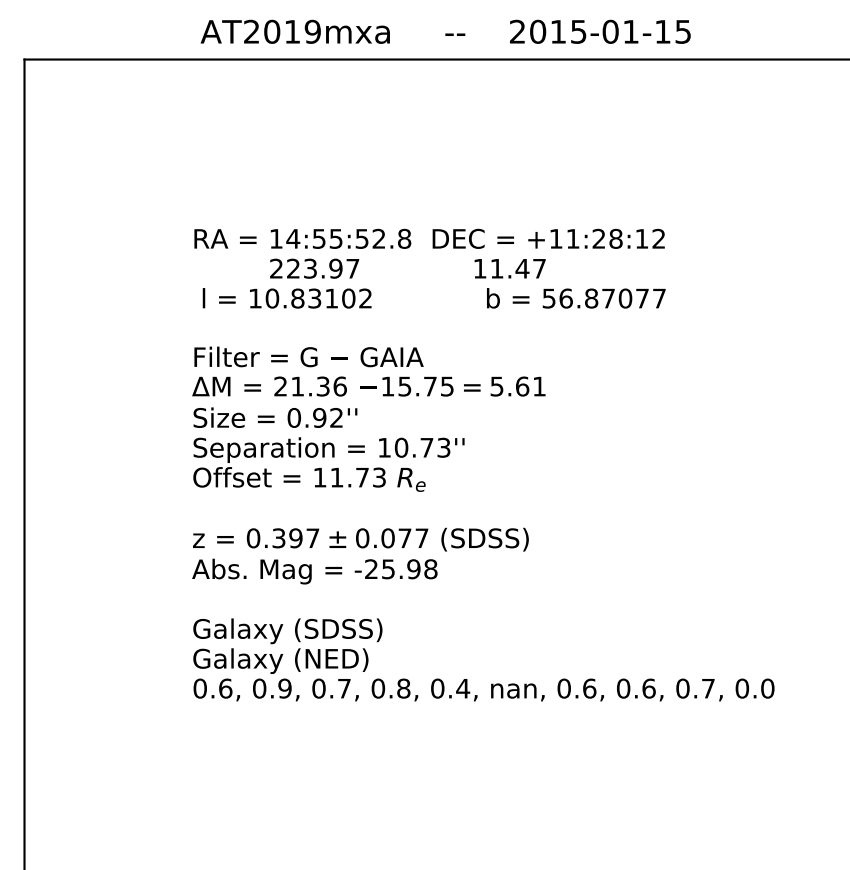 AT2019mxa -- 2015-01-15
RA = 14:55:52.8 DEC = +11:28:12
223.97 11.47
l = 10.83102 b = 56.87077
Filter = G − GAIA
ΔM = 21.36 −15.75 = 5.61
Size = 0.92''
Separation = 10.73''
Offset = 11.73 Re
z = 0.397 ± 0.077 (SDSS)
Abs. Mag = -25.98
Galaxy (SDSS)
Galaxy (NED)
0.6, 0.9, 0.7, 0.8, 0.4, nan, 0.6, 0.6, 0.7, 0.0